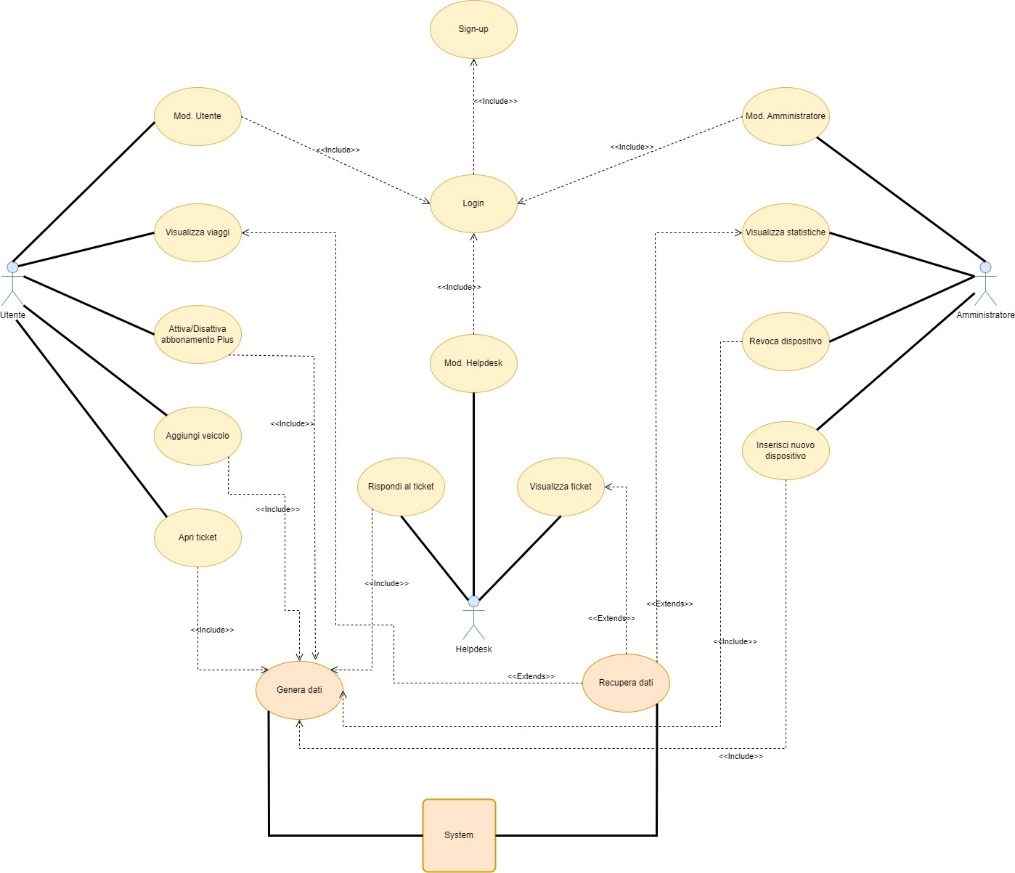 Sign-up
<<Include>>
Mod. Utente
Mod. Amministratore
<<Include>>
<<Include>>
Login
Visualizza viaggi
Visualizza statistiche
<<Include>>
Utente
Amministratore
Attiva/Disattiva
abbonamento Plus
Revoca dispositivo
Mod. Helpdesk
<<Include>>
Aggiungi veicolo
Inserisci nuovo
dispositivo
Rispondi al ticket
Visualizza ticket
<<Include>>
Apri ticket
<<Include>>
<<Extends>>
<<Extends>>
<<Include>>
<<Include>>
Helpdesk
<<Extends>>
Genera dati
Recupera dati
<<Include>>
System